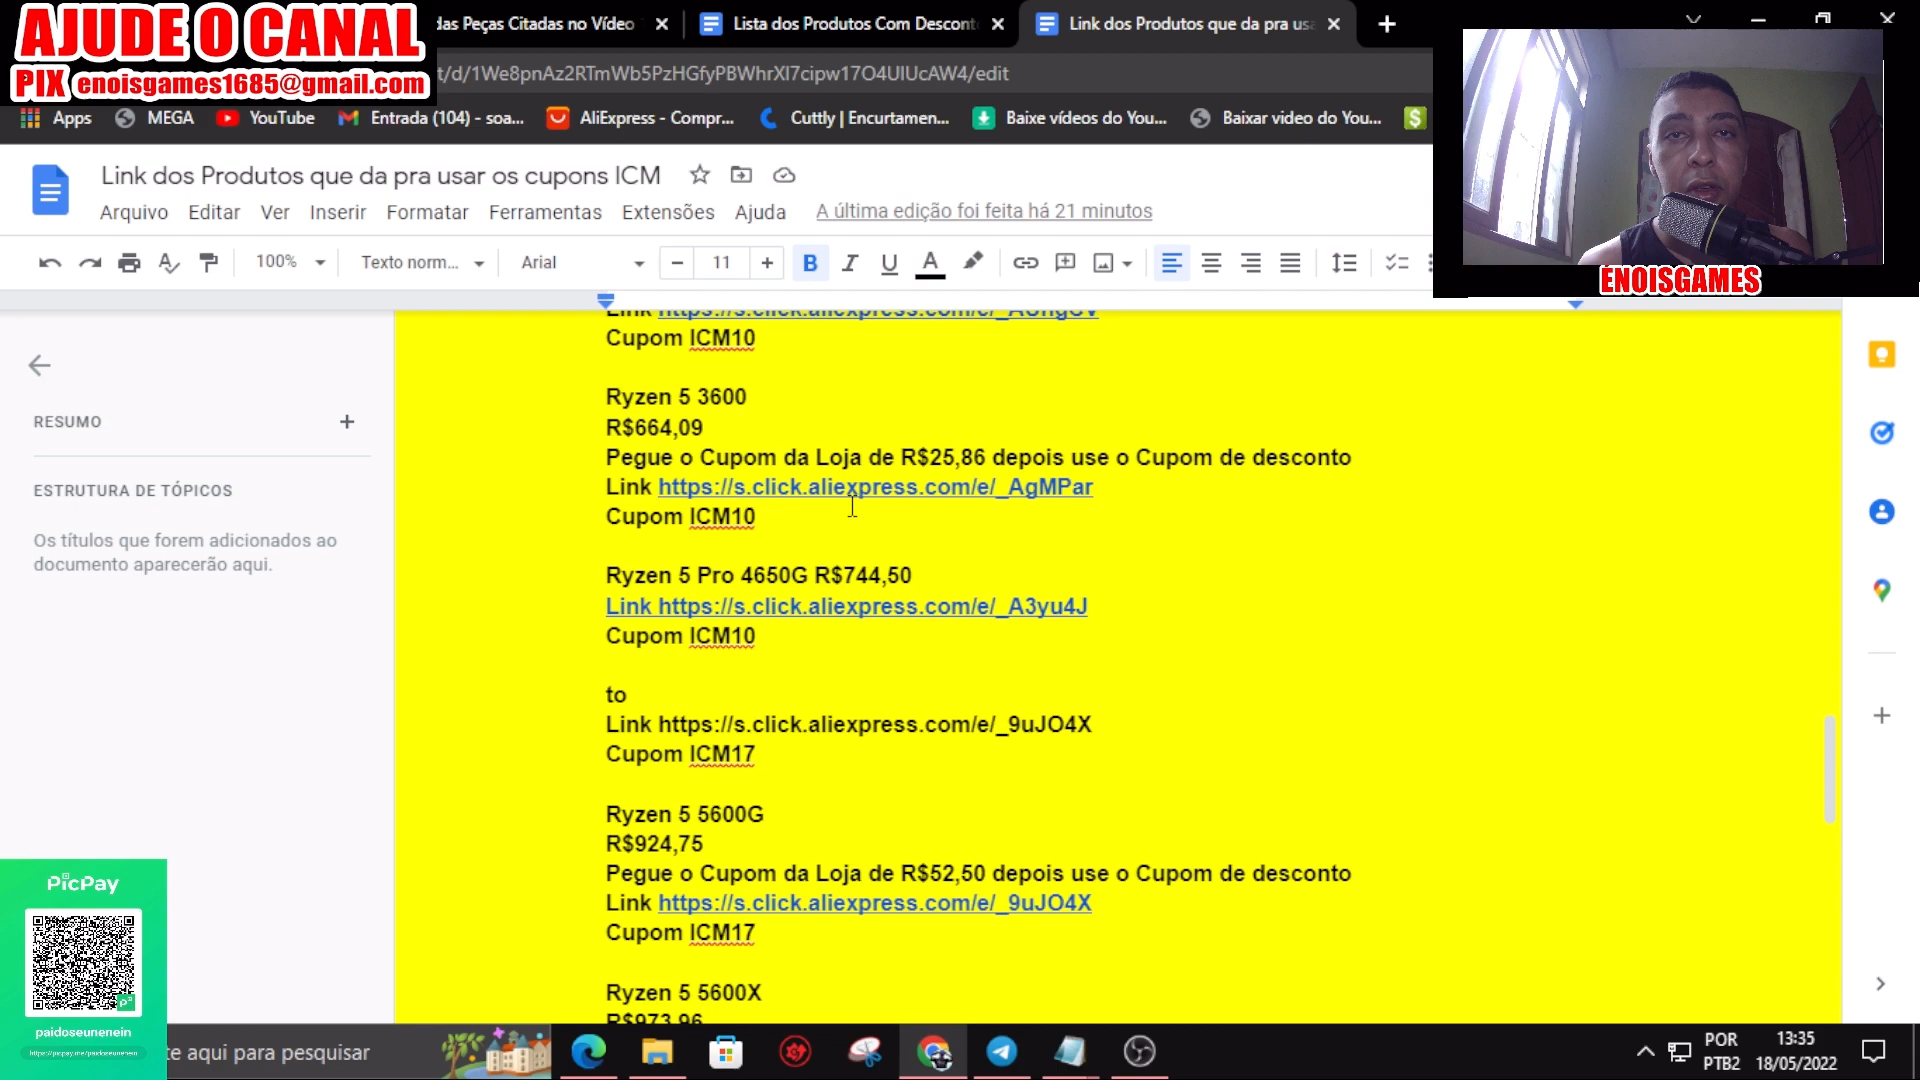 AJUDE O CANAL
PIX enoisgames1685@gmail.com
das Peças Citadas no Vídeo
Lista dos Produtos Com Descont
Link dos Produtos que da pra usa
t/d/1We8pnAz2RTmWb5PzHGfyPBWhrXI7cipw17O4UIUcAW4/edit
Apps
MEGA
YouTube
Entrada (104) - soa...
AliExpress - Compr...
Cuttly | Encurtamen...
Baixe vídeos do You...
Baixar video do You...
ENOISGAMES
Link dos Produtos que da pra usar os cupons ICM
Arquivo Editar Ver Inserir Formatar Ferramentas Extensões Ajuda A última edição foi feita há 21 minutos
100% Texto norm... Arial 11
RESUMO
ESTRUTURA DE TÓPICOS
Os títulos que forem adicionados ao
documento aparecerão aqui.
Cupom ICM10
Ryzen 5 3600
R$664,09
Pegue o Cupom da Loja de R$25,86 depois use o Cupom de desconto
Link https://s.click.aliexpress.com/e/_AgMPar
Cupom ICM10
Ryzen 5 Pro 4650G R$744,50
Link https://s.click.aliexpress.com/e/_A3yu4J
Cupom ICM10
to
Link https://s.click.aliexpress.com/e/_9uJO4X
Cupom ICM17
Ryzen 5 5600G
R$924,75
Pegue o Cupom da Loja de R$52,50 depois use o Cupom de desconto
Link https://s.click.aliexpress.com/e/_9uJO4X
Cupom ICM17
Ryzen 5 5600X
R$973,96
PicPay
paidoseunenein
https://picpay.me/paidoseunenein
te aqui para pesquisar
POR
PTB2
13:35
18/05/2022